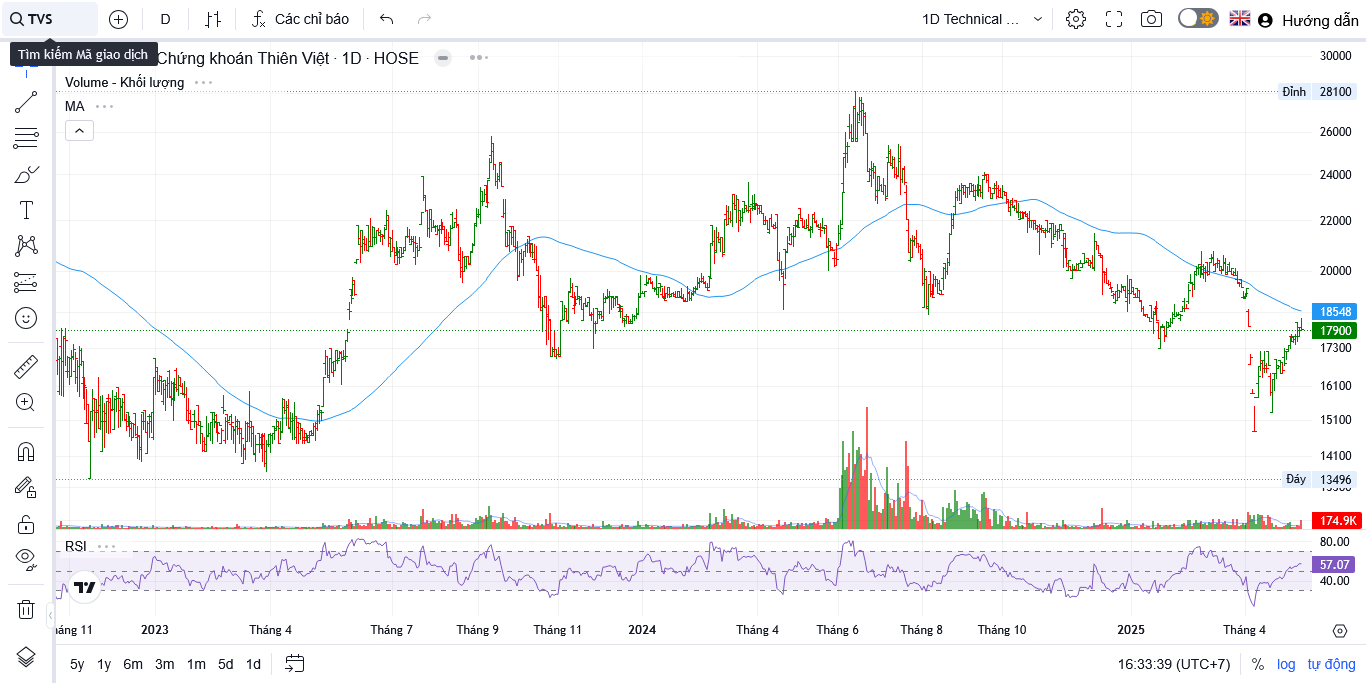 TVS D Các chỉ báo 1D Technical ... Hướng dẫn
Tìm kiếm Mã giao dịch
Chứng khoán Thiên Việt · 1D · HOSE
Volume - Khối lượng
MA
30000
Đỉnh 28100
26000
24000
22000
20000
18548
17900
17300
16100
15100
14100
Đáy 13496
174.9K
RSI
80.00
57.07
40.00
háng 11 2023 Tháng 4 Tháng 7 Tháng 9 Tháng 11 2024 Tháng 4 Tháng 6 Tháng 8 Tháng 10 2025 Tháng 4
5y 1y 6m 3m 1m 5d 1d 16:33:39 (UTC+7) % log tự động